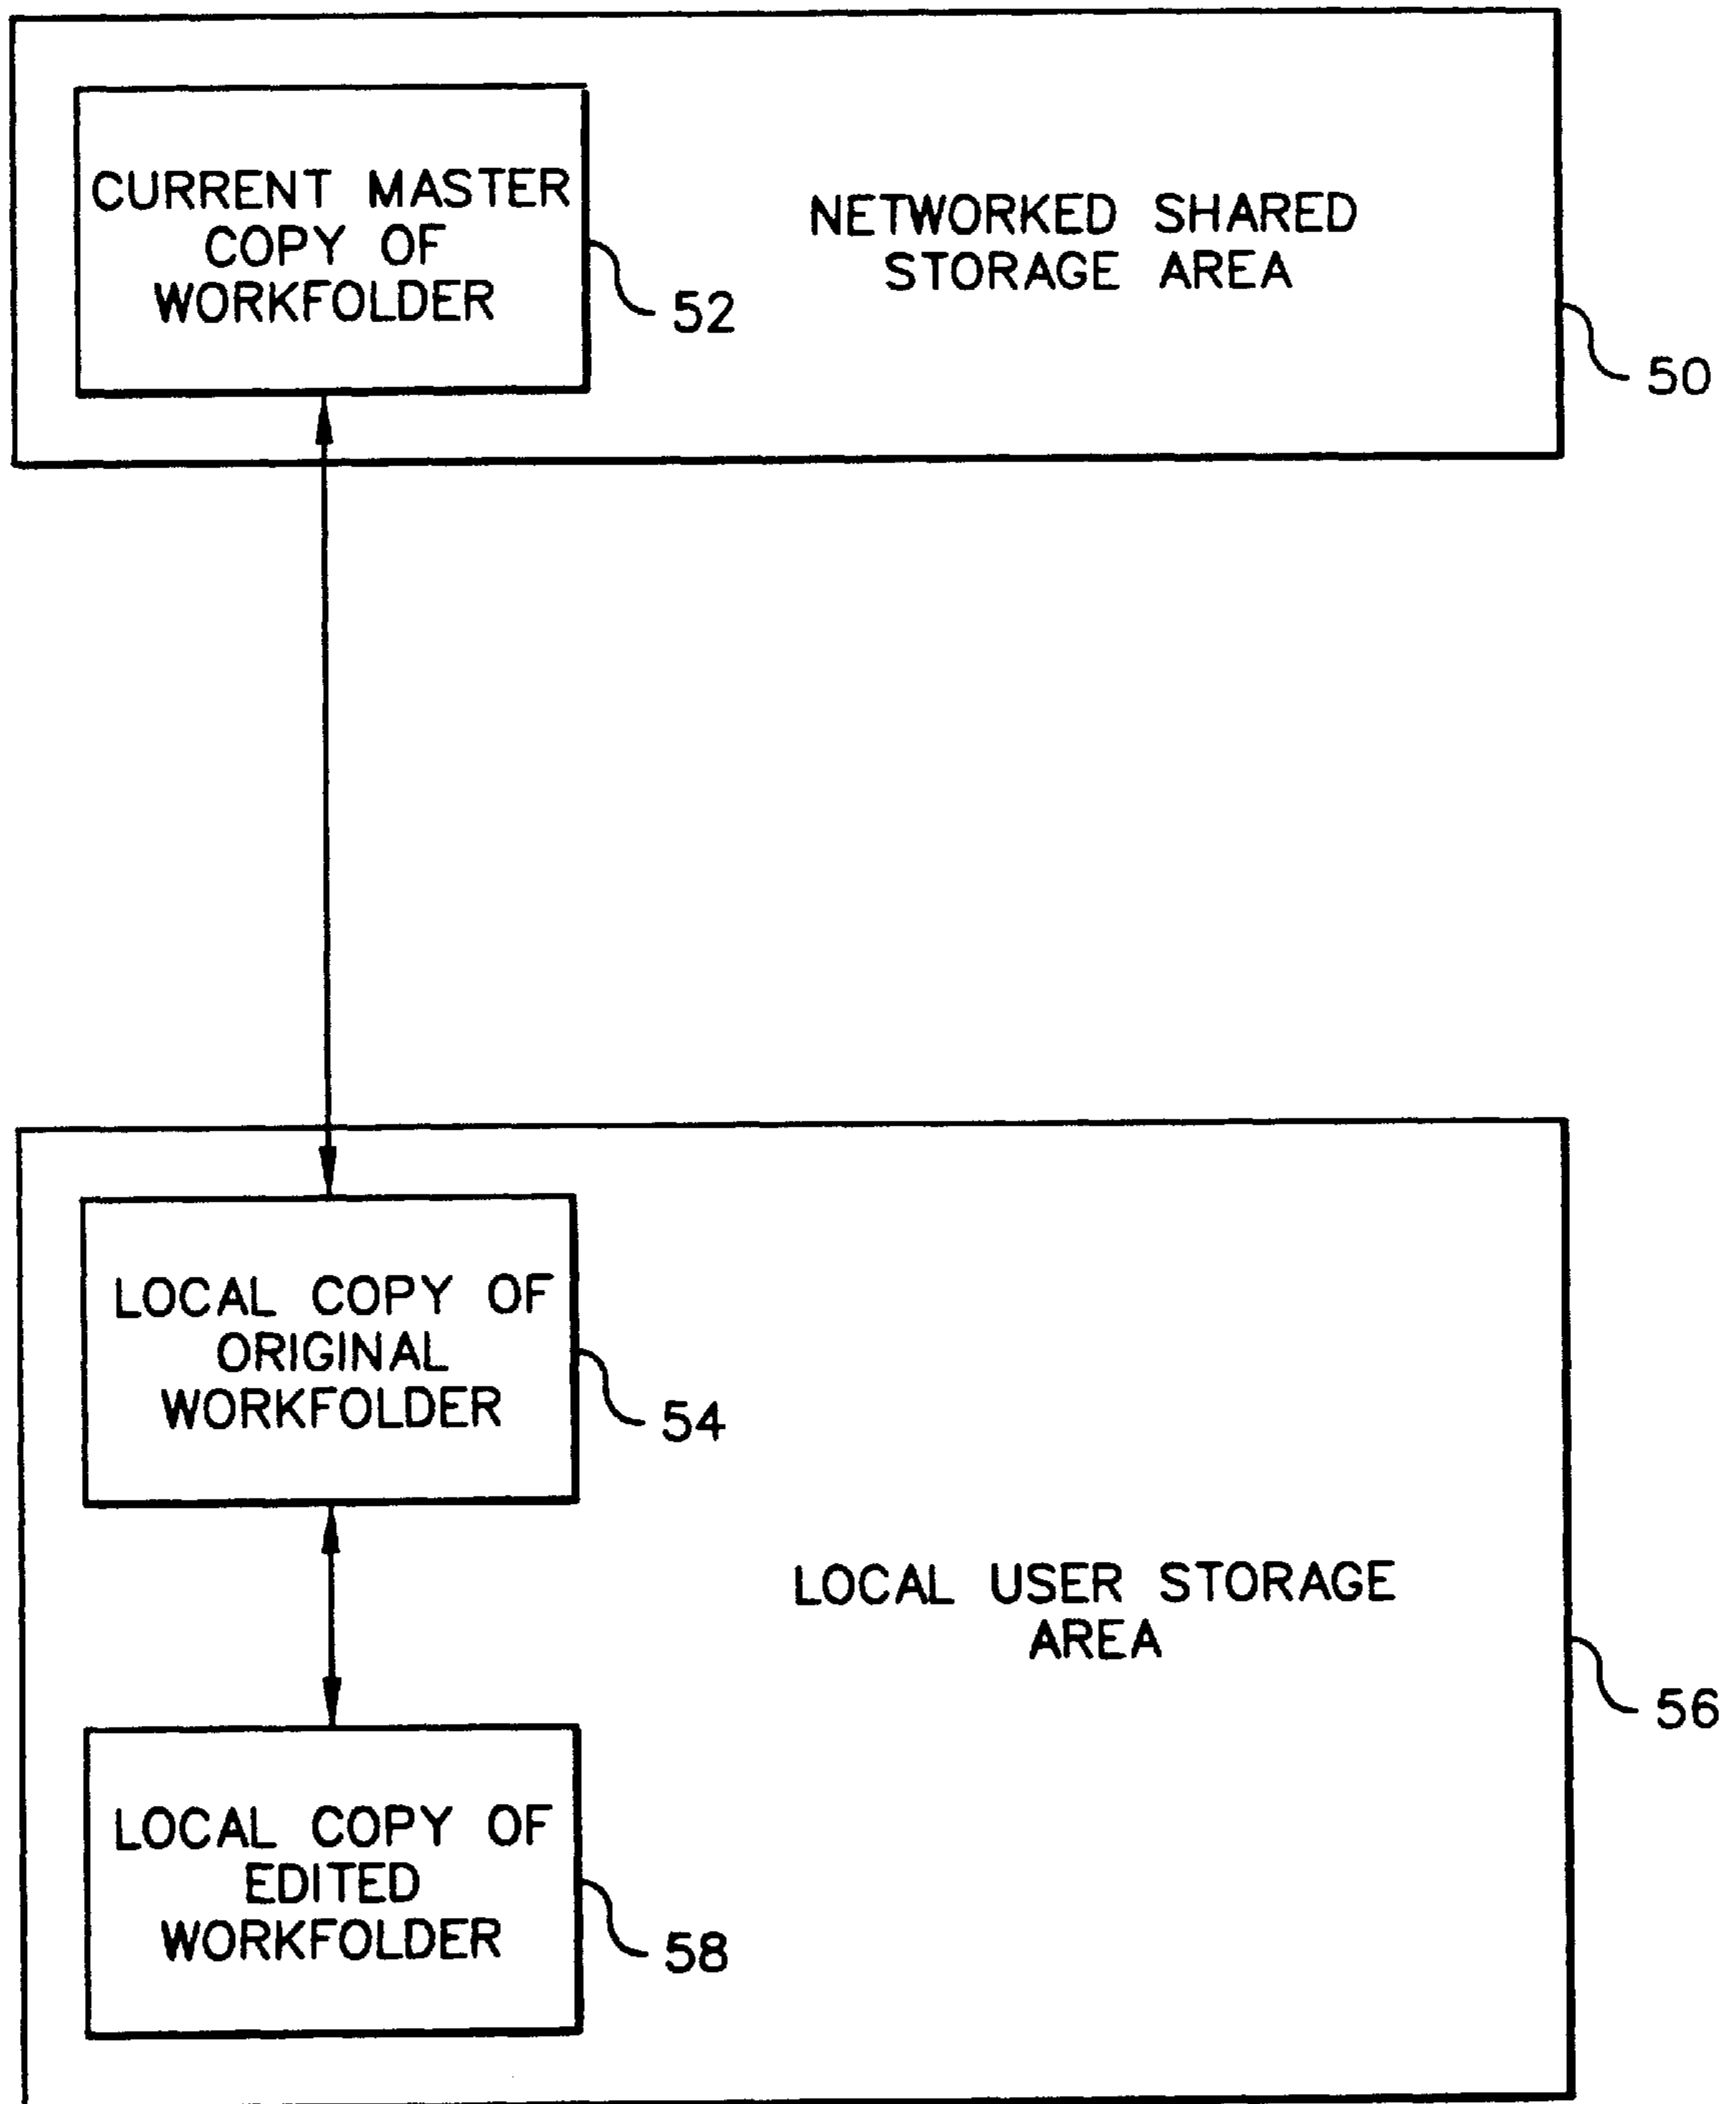 CURRENT MASTER
COPY OF
WORKFOLDER
52
NETWORKED SHARED
STORAGE AREA
50
LOCAL COPY OF
ORIGINAL
WORKFOLDER
54
LOCAL USER STORAGE
AREA
56
LOCAL COPY OF
EDITED
WORKFOLDER
58